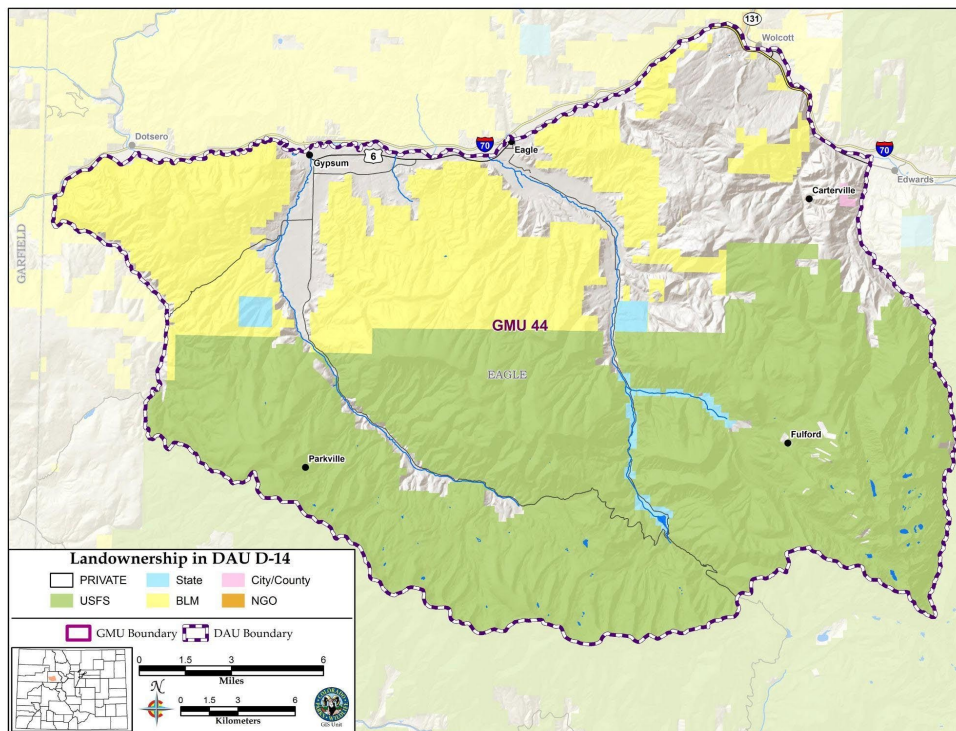 131
Wolcott
Dotsero
70
Eagle
6
Gypsum
70
Edwards
Carterville
GARFIELD
GMU 44
EAGLE
Fulford
Parkville
Landownership in DAU D-14
PRIVATE State City/County
USFS BLM NGO
GMU Boundary DAU Boundary
0 1.5 3 6
Miles
N
0 1.5 3 6
Kilometers
COLORADO
GIS Unit